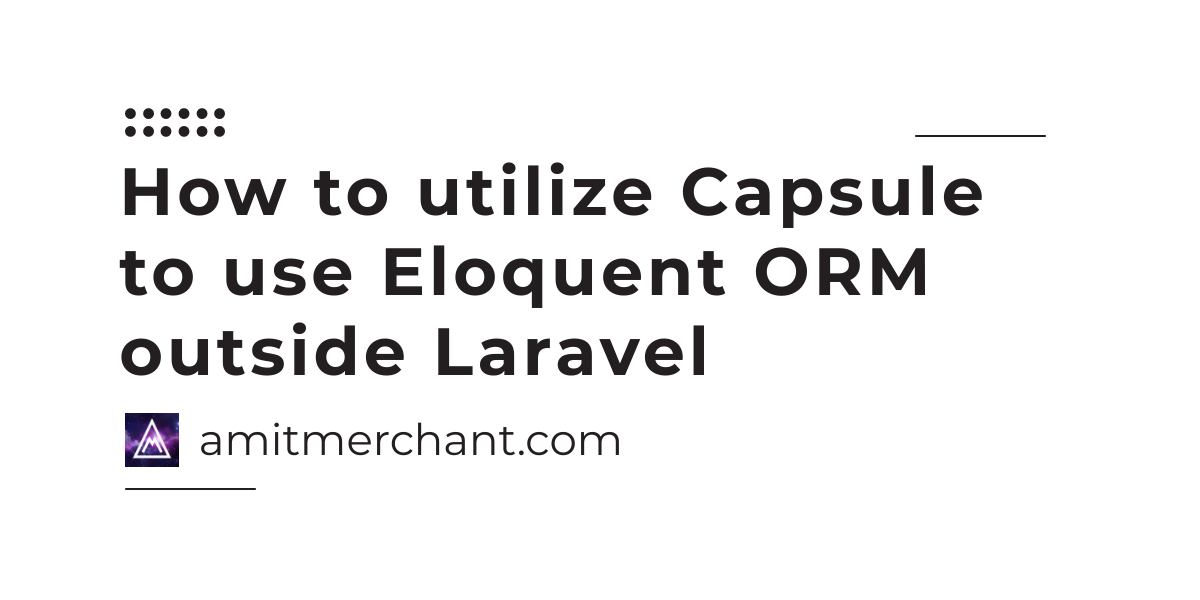 How to utilize Capsule
to use Eloquent ORM
outside Laravel
amitmerchant.com